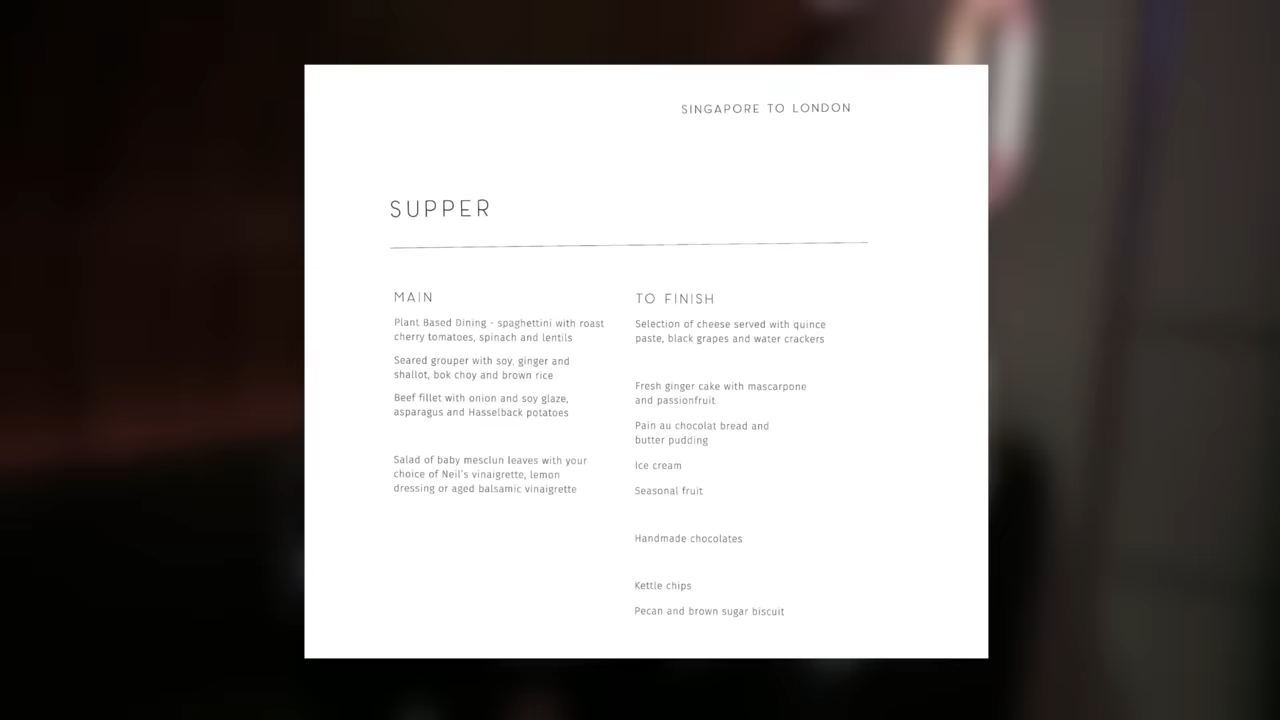 SINGAPORE TO LONDON
SUPPER
MAIN
Plant Based Dining - spaghettini with roast
cherry tomatoes, spinach and lentils
Seared grouper with soy, ginger and
shallot, bok choy and brown rice
Beef fillet with onion and soy glaze,
asparagus and Hasselback potatoes
Salad of baby mesclun leaves with your
choice of Neil's vinaigrette, lemon
dressing or aged balsamic vinaigrette
TO FINISH
Selection of cheese served with quince
paste, black grapes and water crackers
Fresh ginger cake with mascarpone
and passionfruit
Pain au chocolat bread and
butter pudding
Ice cream
Seasonal fruit
Handmade chocolates
Kettle chips
Pecan and brown sugar biscuit